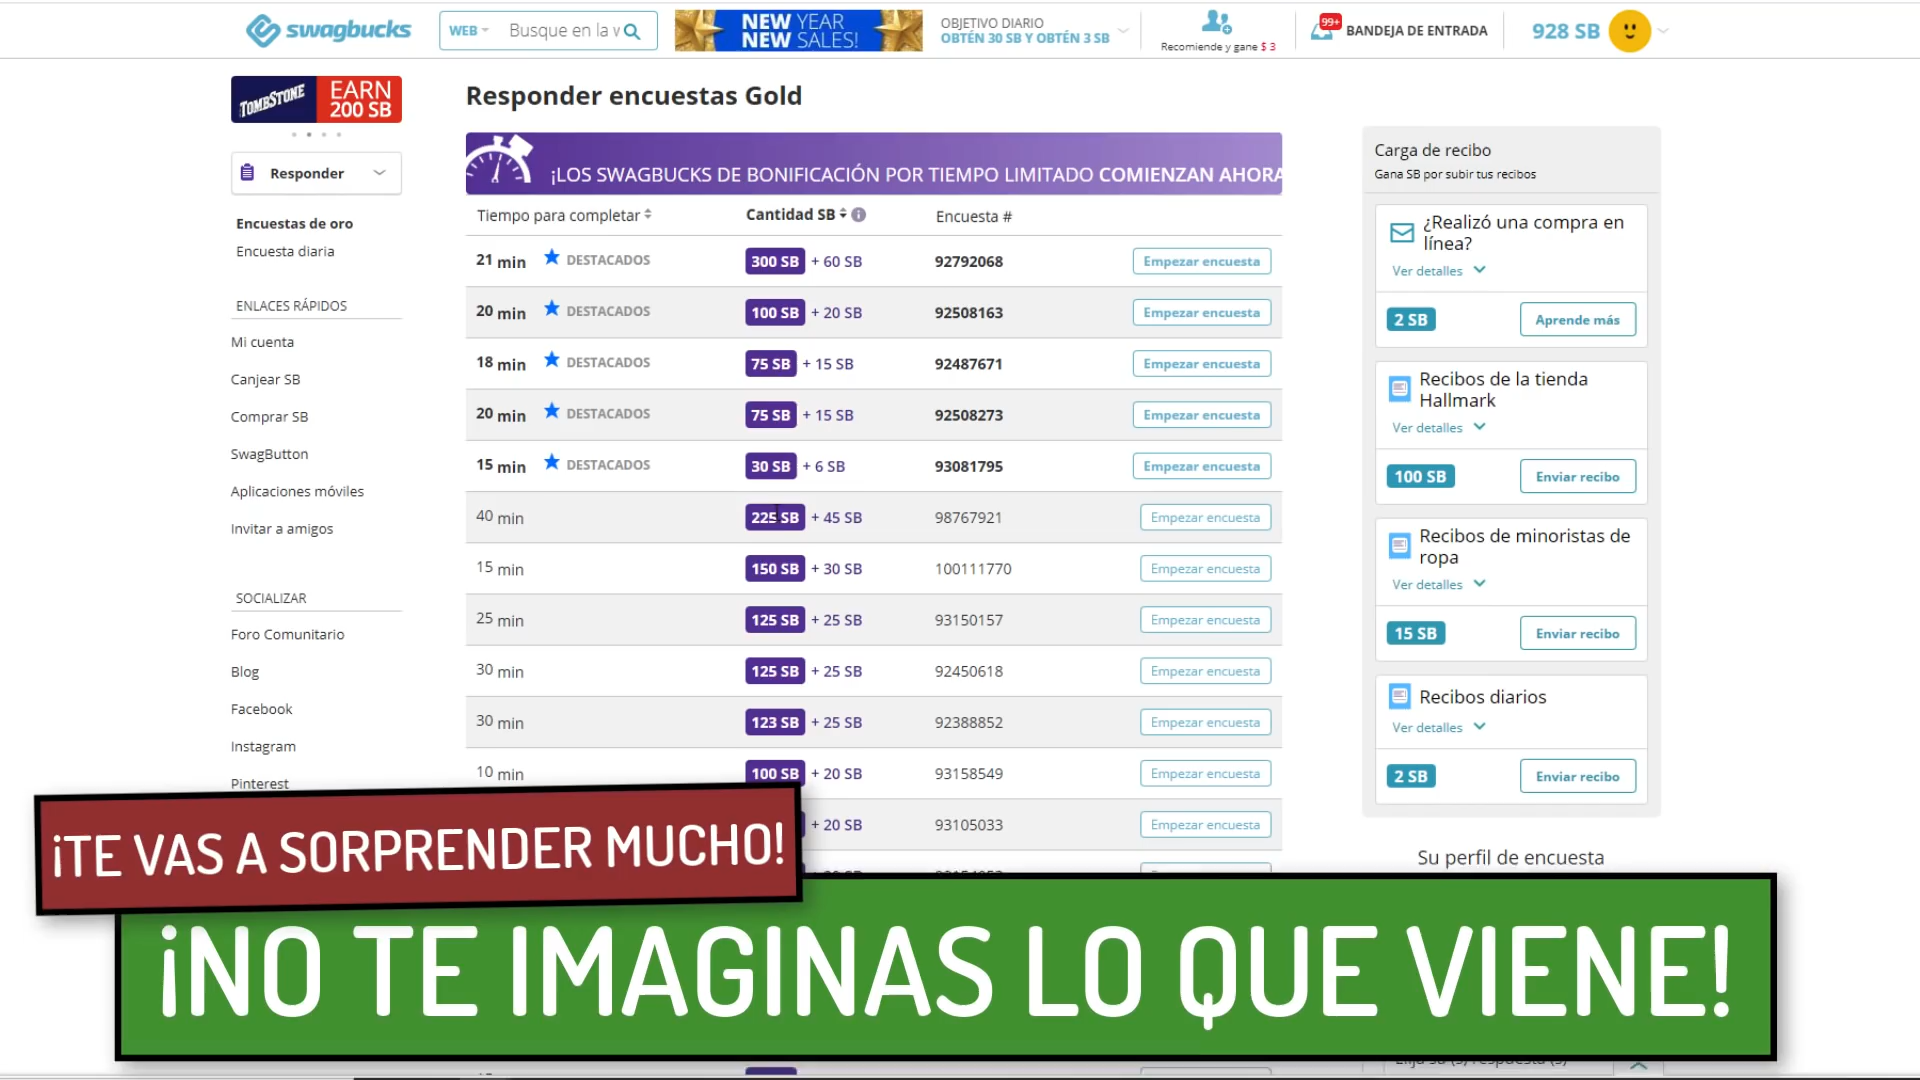 swagbucks
WEB
Busque en la v
NEW YEAR
NEW SALES!
OBJETIVO DIARIO
OBTÉN 30 SB Y OBTÉN 3 SB
Recomiende y gane $ 3
99+
BANDEJA DE ENTRADA
928 SB
TOMBSTONE
EARN
200 SB
Responder
Encuestas de oro
Encuesta diaria
ENLACES RÁPIDOS
Mi cuenta
Canjear SB
Comprar SB
SwagButton
Aplicaciones móviles
Invitar a amigos
SOCIALIZAR
Foro Comunitario
Blog
Facebook
Instagram
Pinterest
Responder encuestas Gold
¡LOS SWAGBUCKS DE BONIFICACIÓN POR TIEMPO LIMITADO COMIENZAN AHORA
Tiempo para completar Cantidad SB Encuesta #
21 min DESTACADOS 300 SB + 60 SB 92792068 Empezar encuesta
20 min DESTACADOS 100 SB + 20 SB 92508163 Empezar encuesta
18 min DESTACADOS 75 SB + 15 SB 92487671 Empezar encuesta
20 min DESTACADOS 75 SB + 15 SB 92508273 Empezar encuesta
15 min DESTACADOS 30 SB + 6 SB 93081795 Empezar encuesta
40 min 225 SB + 45 SB 98767921 Empezar encuesta
15 min 150 SB + 30 SB 100111770 Empezar encuesta
25 min 125 SB + 25 SB 93150157 Empezar encuesta
30 min 125 SB + 25 SB 92450618 Empezar encuesta
30 min 123 SB + 25 SB 92388852 Empezar encuesta
10 min 100 SB + 20 SB 93158549 Empezar encuesta
+ 20 SB 93105033 Empezar encuesta
Carga de recibo
Gana SB por subir tus recibos
¿Realizó una compra en
línea?
Ver detalles
2 SB Aprende más
Recibos de la tienda
Hallmark
Ver detalles
100 SB Enviar recibo
Recibos de minoristas de
ropa
Ver detalles
15 SB Enviar recibo
Recibos diarios
Ver detalles
2 SB Enviar recibo
Su perfil de encuesta
¡TE VAS A SORPRENDER MUCHO!
¡NO TE IMAGINAS LO QUE VIENE!